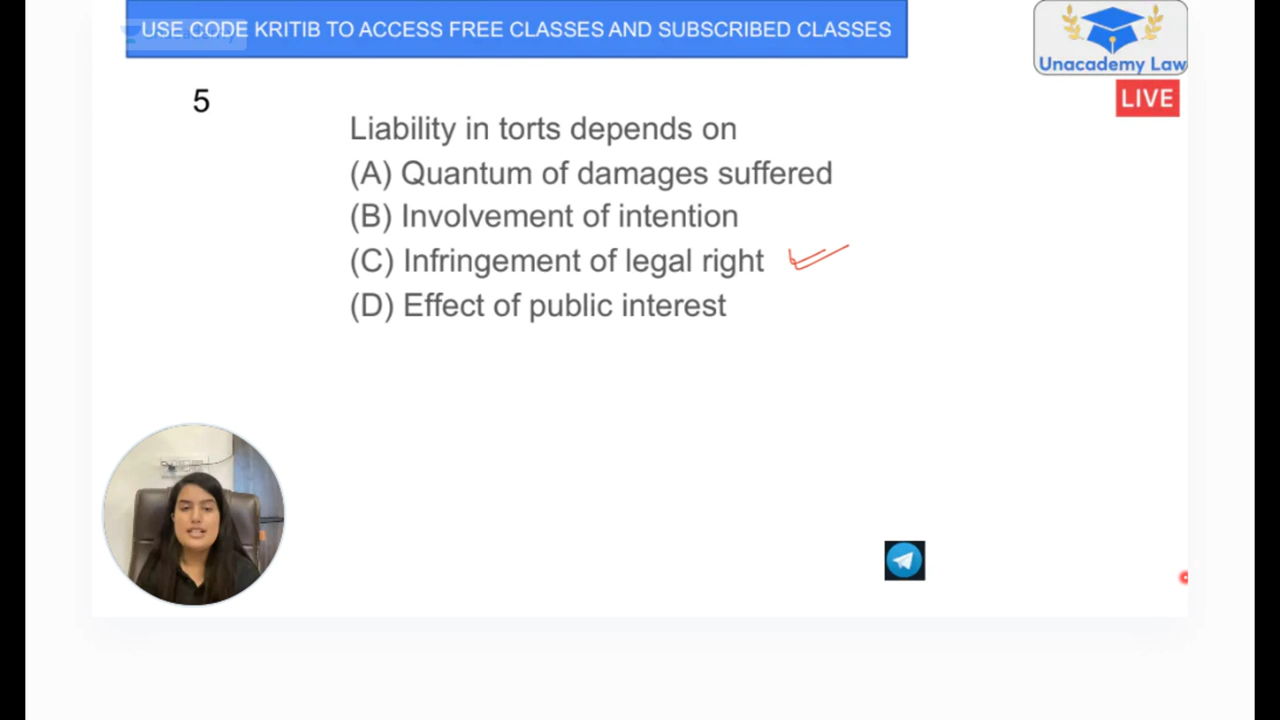 USE CODE KRITIB TO ACCESS FREE CLASSES AND SUBSCRIBED CLASSES
Unacademy Law
LIVE
5
Liability in torts depends on
(A) Quantum of damages suffered
(B) Involvement of intention
(C) Infringement of legal right
(D) Effect of public interest